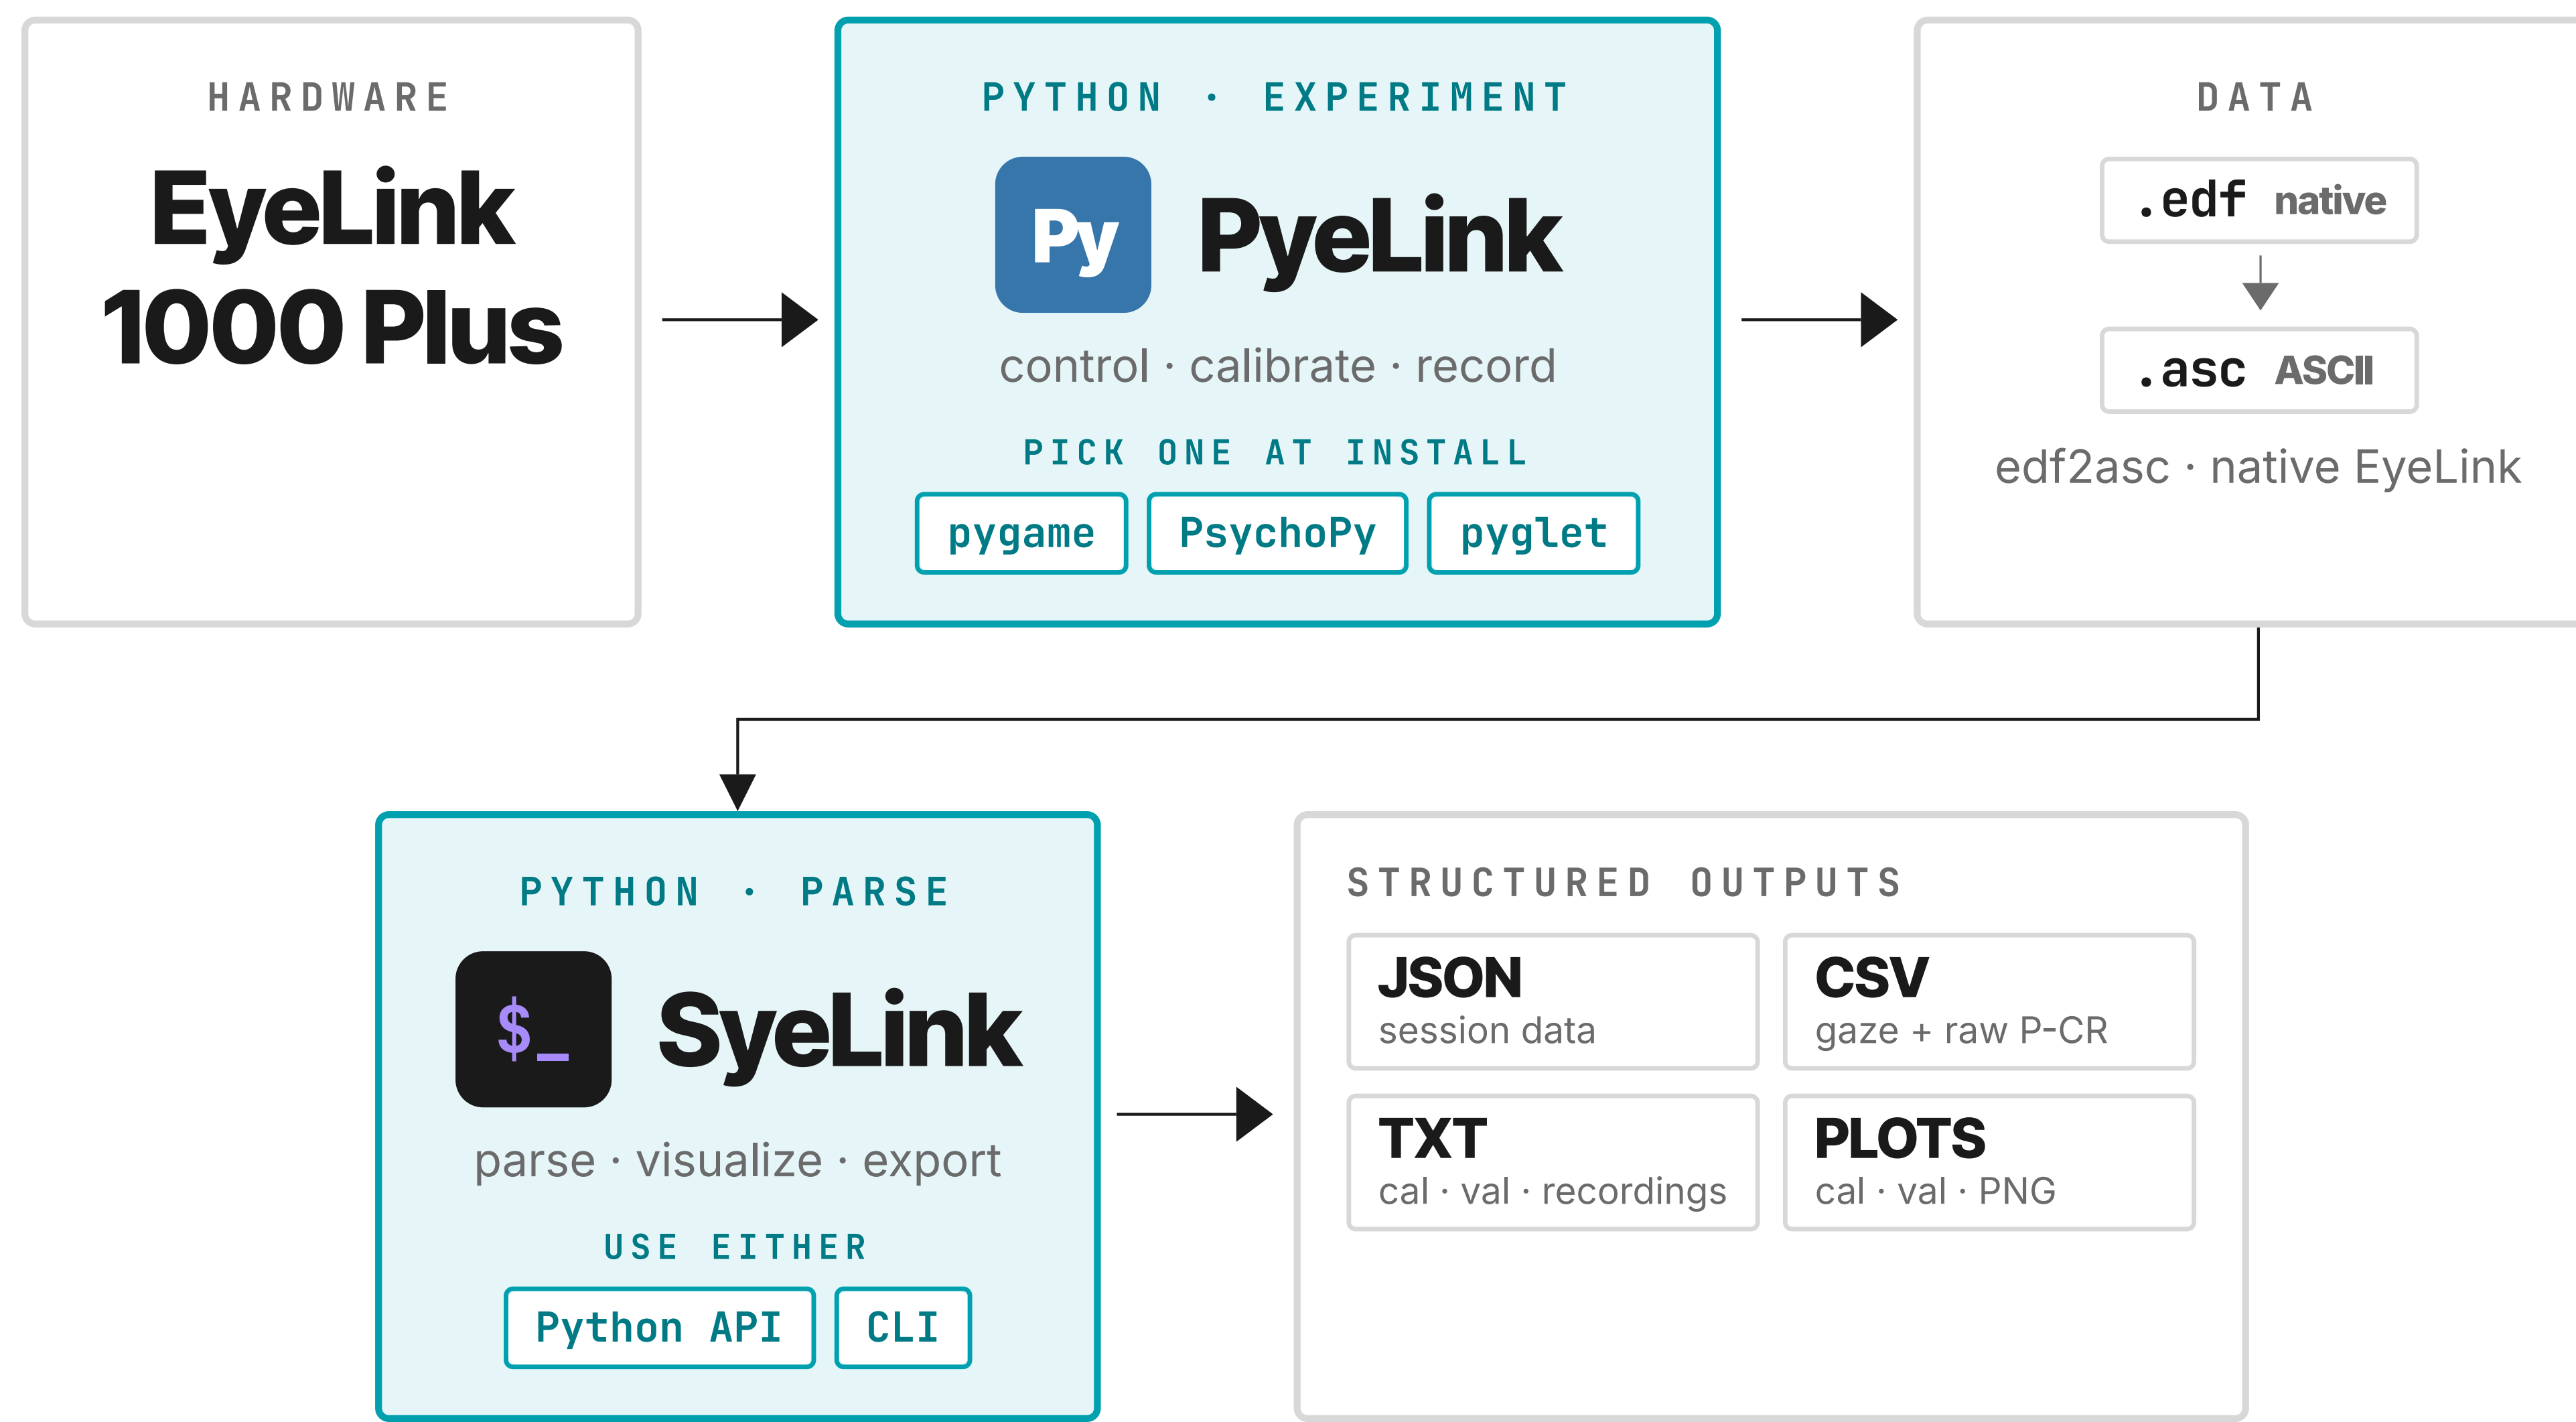 HARDWARE
EyeLink
1000 Plus
PYTHON · EXPERIMENT
Py
PyeLink
control · calibrate · record
PICK ONE AT INSTALL
pygame
PsychoPy
pyglet
DATA
.edf native
.asc ASCII
edf2asc · native EyeLink
PYTHON · PARSE
$_
SyeLink
parse · visualize · export
USE EITHER
Python API
CLI
STRUCTURED OUTPUTS
JSON
session data
CSV
gaze + raw P-CR
TXT
cal · val · recordings
PLOTS
cal · val · PNG